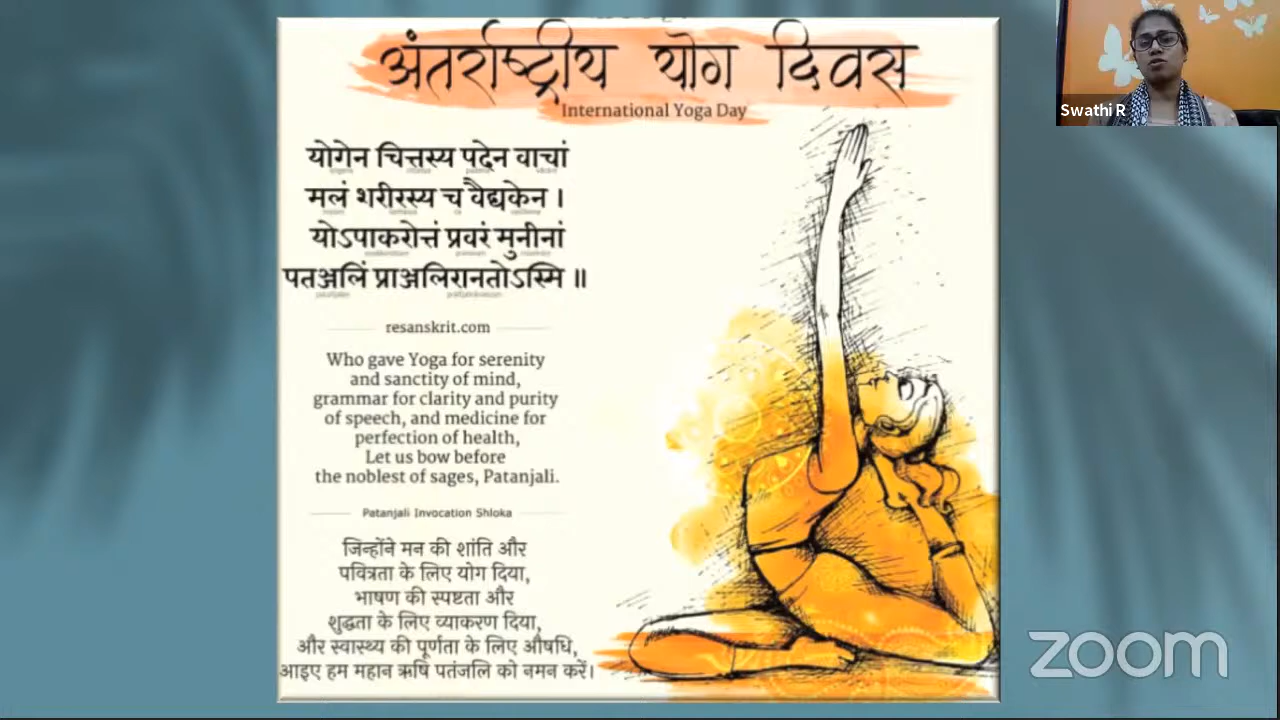 अंतर्राष्ट्रीय योग दिवस
International Yoga Day
योगेन चित्तस्य पदेन वाचां
मलं शरीरस्य च वैद्यकेन ।
योऽपाकरोत्तं प्रवरं मुनीनां
पतञ्जलिं प्राञ्जलिरानतोऽस्मि ॥
resanskrit.com
Who gave Yoga for serenity
and sanctity of mind,
grammar for clarity and purity
of speech, and medicine for
perfection of health,
Let us bow before
the noblest of sages, Patanjali.
Patanjali Invocation Shloka
जिन्होंने मन की शांति और
पवित्रता के लिए योग दिया,
भाषण की स्पष्टता और
शुद्धता के लिए व्याकरण दिया,
और स्वास्थ्य की पूर्णता के लिए औषधि,
आइए हम महान ऋषि पतंजलि को नमन करें।
Swathi R
zoom